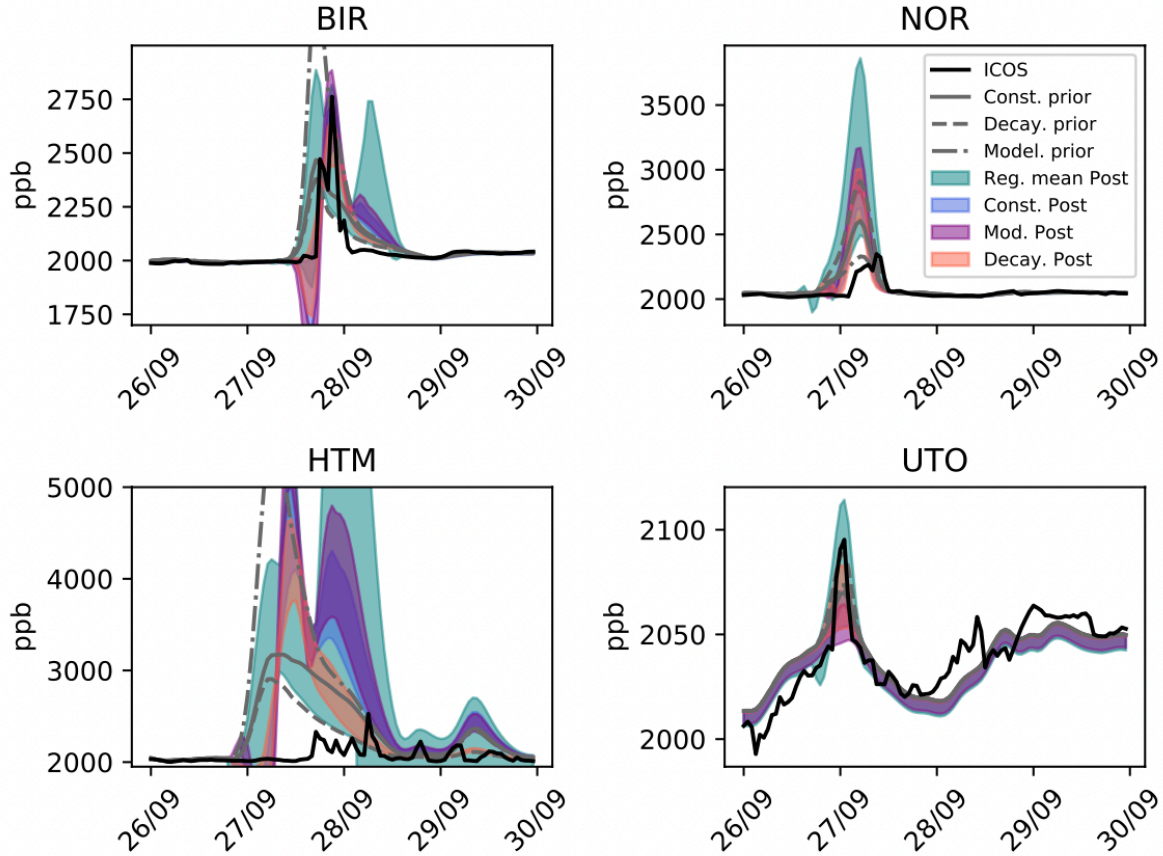 BIR
ppb
2750
2500
2250
2000
1750
26/09
27/09
28/09
29/09
30/09
NOR
ppb
3500
3000
2500
2000
26/09
27/09
28/09
29/09
30/09
ICOS
Const. prior
Decay. prior
Model. prior
Reg. mean Post
Const. Post
Mod. Post
Decay. Post
HTM
ppb
5000
4000
3000
2000
26/09
27/09
28/09
29/09
30/09
UTO
ppb
2100
2050
2000
26/09
27/09
28/09
29/09
30/09